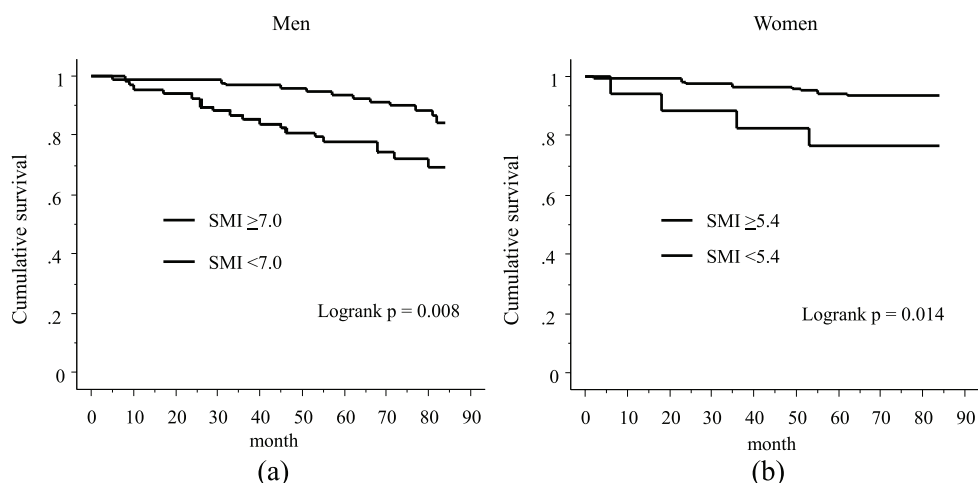 Men
Cumulative survival
1
.8
.6
.4
.2
0
SMI ≥7.0
SMI <7.0
Logrank p = 0.008
0 10 20 30 40 50 60 70 80 90
month
(a)
Women
Cumulative survival
1
.8
.6
.4
.2
0
SMI ≥5.4
SMI <5.4
Logrank p = 0.014
0 10 20 30 40 50 60 70 80 90
month
(b)